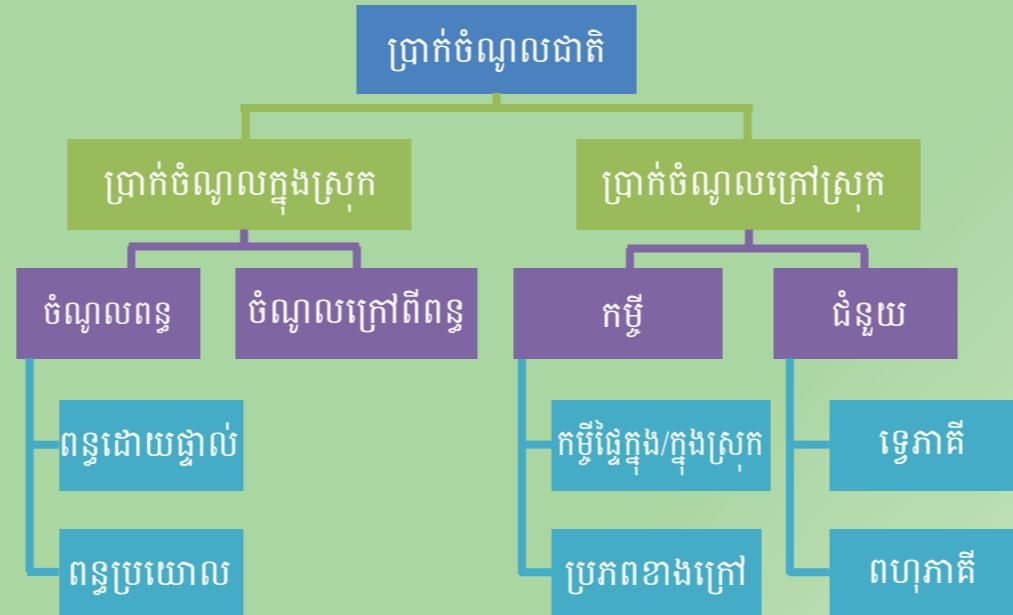 ប្រាក់ចំណូលជាតិ
ប្រាក់ចំណូលក្នុងស្រុក
ប្រាក់ចំណូលក្រៅស្រុក
ចំណូលពន្ធ
ចំណូលក្រៅពីពន្ធ
កម្ចី
ជំនួយ
ពន្ធដោយផ្ទាល់
កម្ចីផ្ទៃក្នុង/ក្នុងស្រុក
ទ្វេភាគី
ពន្ធប្រយោល
ប្រភពខាងក្រៅ
ពហុភាគី